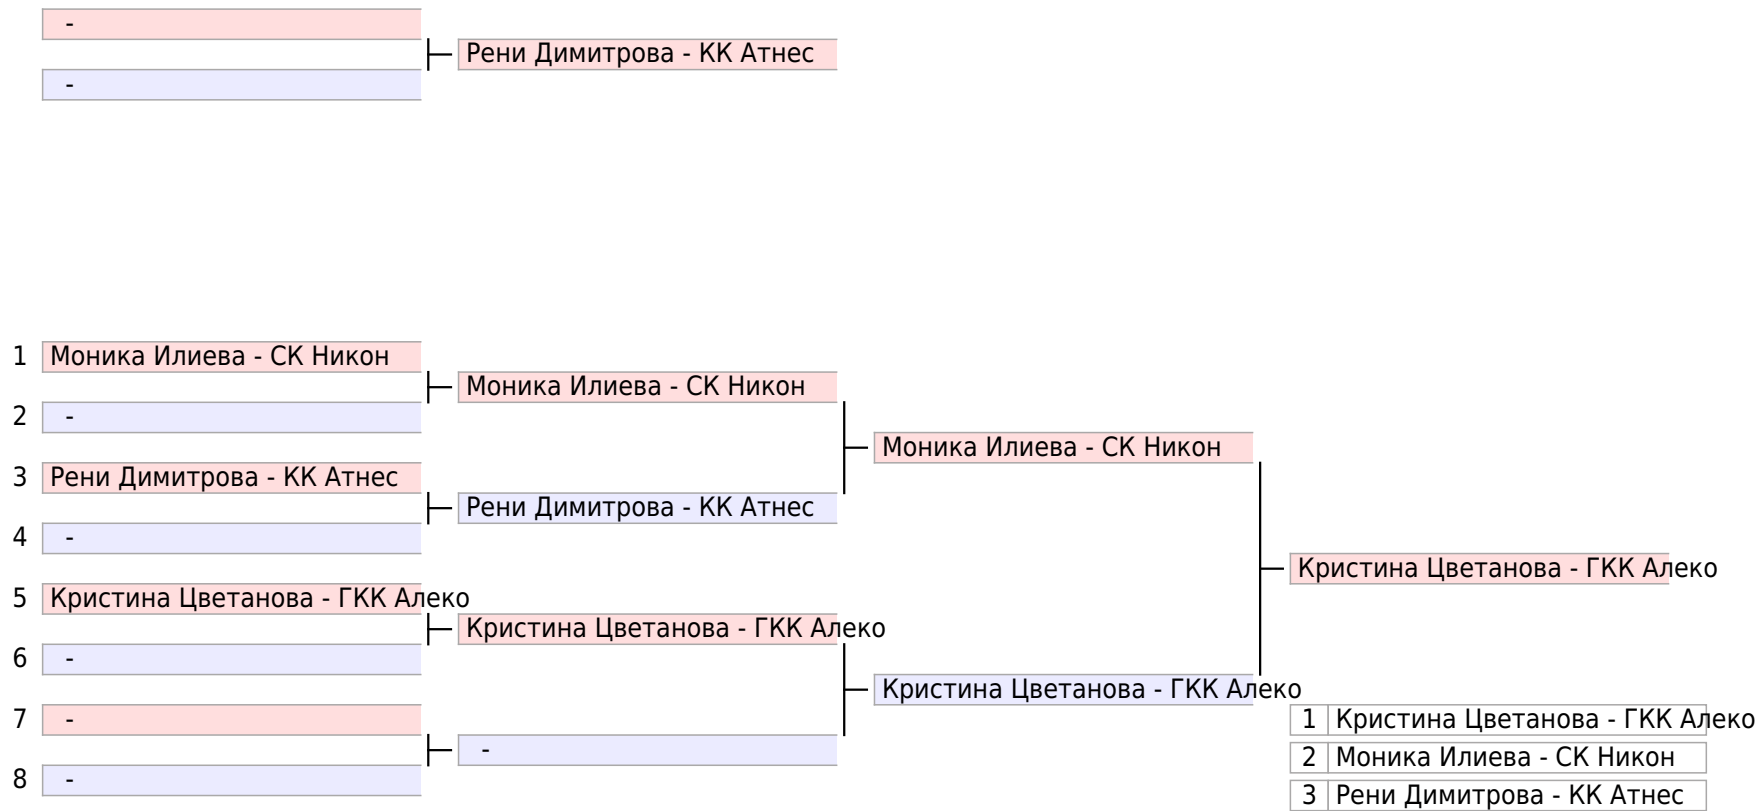 -
Рени Димитрова - КК Атнес
-
1 Моника Илиева - СК Никон
Моника Илиева - СК Никон
2 -
Моника Илиева - СК Никон
3 Рени Димитрова - КК Атнес
Рени Димитрова - КК Атнес
4 -
Кристина Цветанова - ГКК Алеко
5 Кристина Цветанова - ГКК Алеко
Кристина Цветанова - ГКК Алеко
6 -
Кристина Цветанова - ГКК Алеко
7 -
1 Кристина Цветанова - ГКК Алеко
-
2 Моника Илиева - СК Никон
8 -
3 Рени Димитрова - КК Атнес